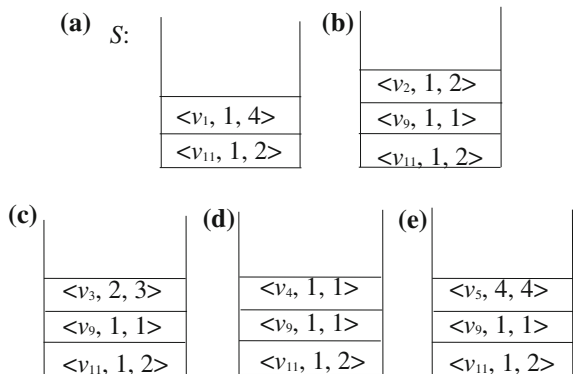 (a) S:
<v₁, 1, 4>
<v₁₁, 1, 2>
(b)
<v₂, 1, 2>
<v₉, 1, 1>
<v₁₁, 1, 2>
(c)
<v₃, 2, 3>
<v₉, 1, 1>
<v₁₁, 1, 2>
(d)
<v₄, 1, 1>
<v₉, 1, 1>
<v₁₁, 1, 2>
(e)
<v₅, 4, 4>
<v₉, 1, 1>
<v₁₁, 1, 2>